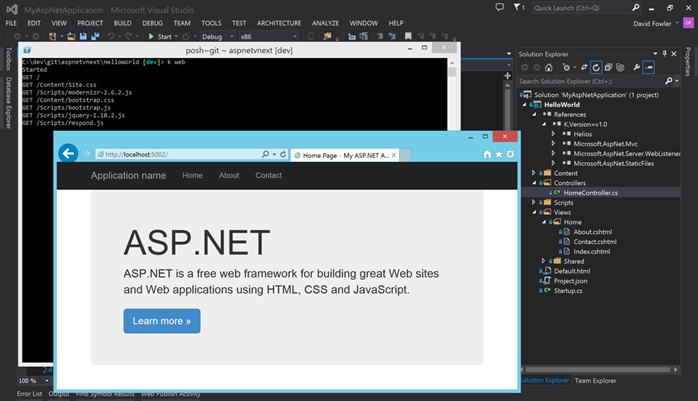 MyAspNetApplication - Microsoft Visual Studio
Quick Launch (Ctrl+Q)
FILE EDIT VIEW PROJECT BUILD DEBUG TEAM TOOLS TEST ARCHITECTURE ANALYZE WINDOW HELP
David Fowler
DF
Start Debug x86
Toolbox
Database Explorer
posh~git ~ aspnetvnext [dev]
C:\dev\git\aspnetvnext\HelloWorld [dev]> k web
Started
GET /
GET /Content/Site.css
GET /Scripts/modernizr-2.6.2.js
GET /Content/bootstrap.css
GET /Scripts/bootstrap.js
GET /Scripts/jquery-1.10.2.js
GET /Scripts/respond.js
http://localhost:5002/
Home Page - My ASP.NET A...
Application name Home About Contact
ASP.NET
ASP.NET is a free web framework for building great Web sites
and Web applications using HTML, CSS and JavaScript.
Learn more »
24
100 %
Error List Output Find Symbol Results Web Publish Activity
Solution Explorer
Search Solution Explorer (Ctrl+;)
Solution 'MyAspNetApplication' (1 project)
HelloWorld
References
K,Version=v1.0
Helios
Microsoft.AspNet.Mvc
Microsoft.AspNet.Server.WebListener
Microsoft.AspNet.StaticFiles
Content
Controllers
HomeController.cs
Scripts
Views
Home
About.cshtml
Contact.cshtml
Index.cshtml
Shared
Default.html
Project.json
Startup.cs
Solution Explorer Team Explorer
Properties